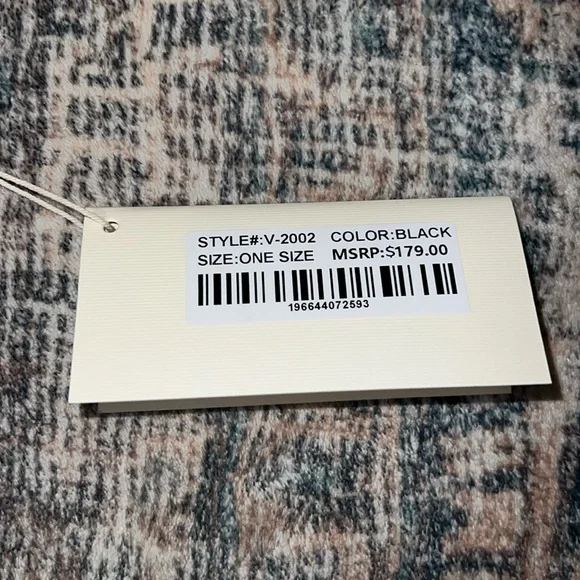 STYLE#:V-2002 COLOR:BLACK
SIZE:ONE SIZE MSRP:$179.00
196644072593